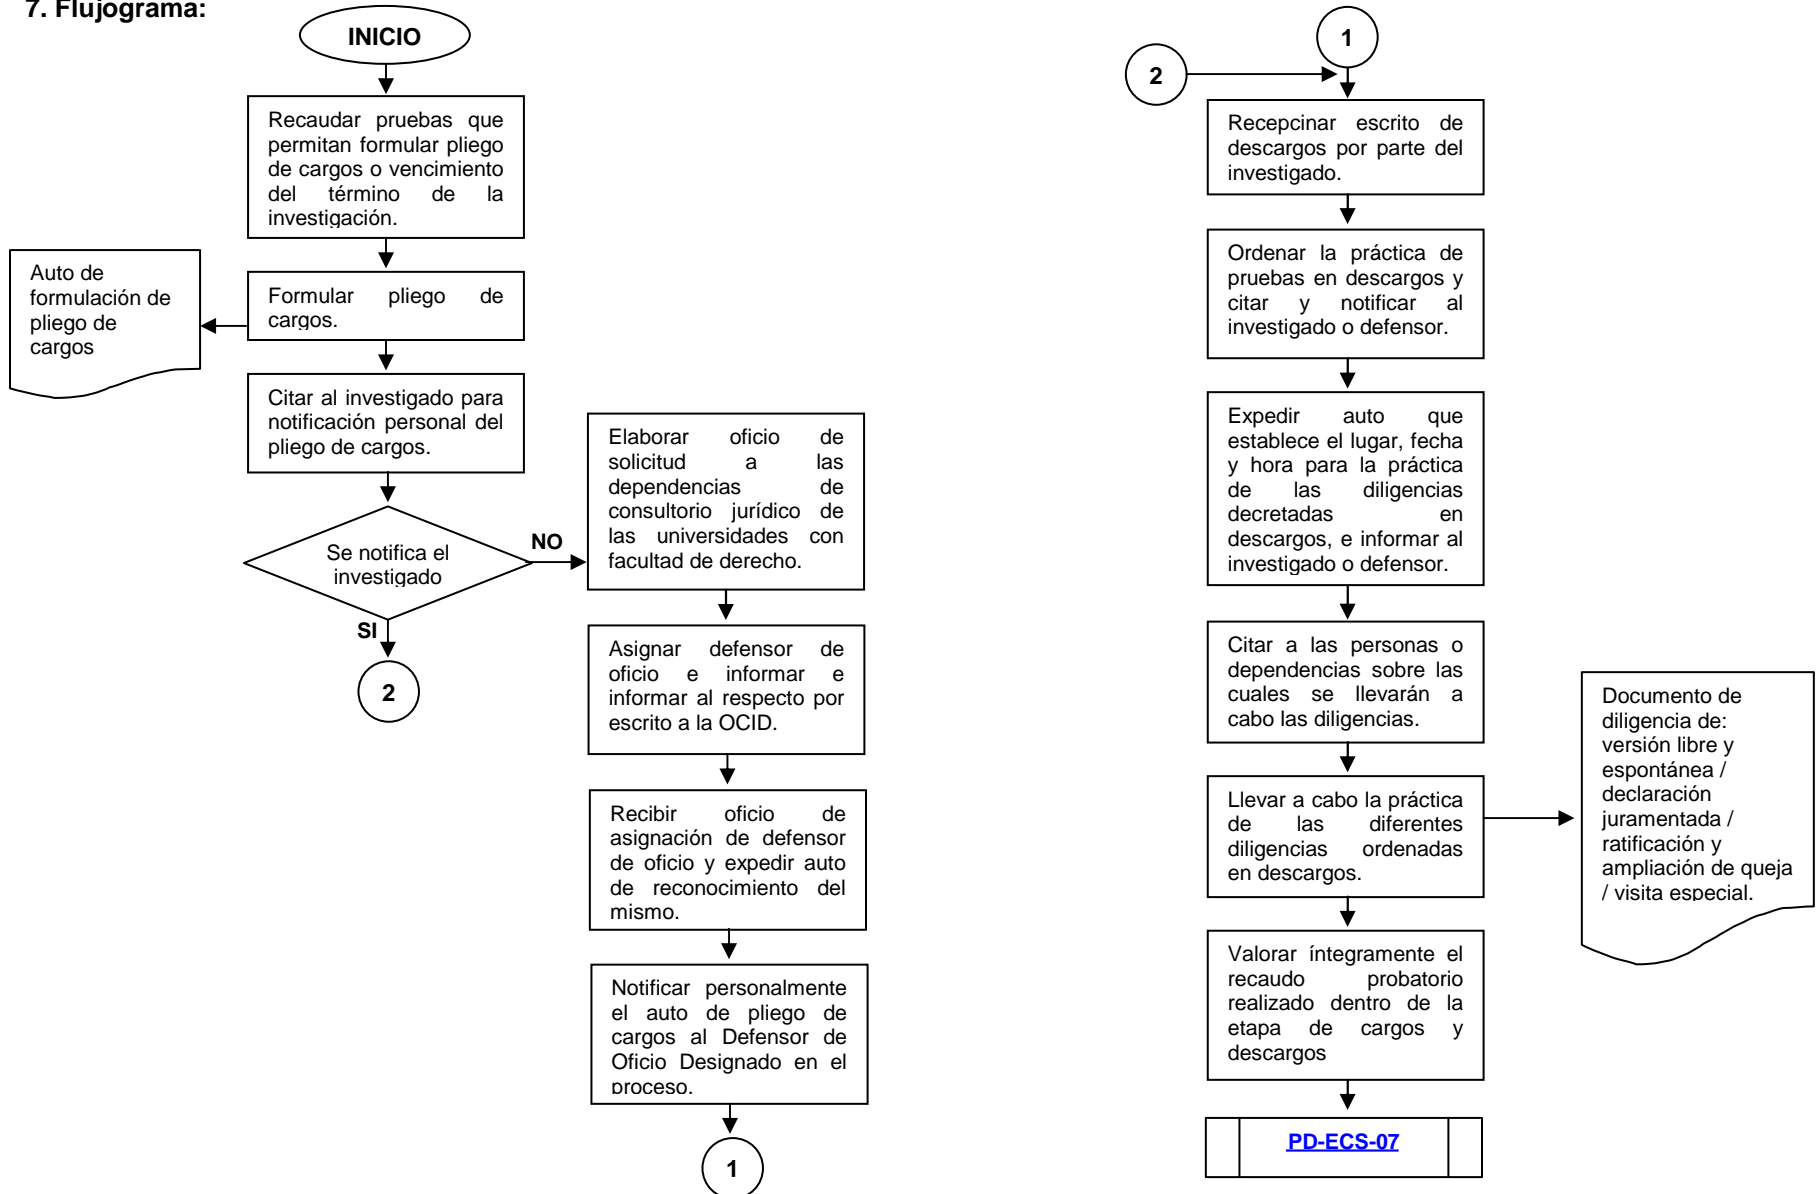 7. Flujograma:
INICIO
Recaudar pruebas que
permitan formular pliego
de cargos o vencimiento
del término de la
investigación.
Auto de
formulación de
pliego de
cargos
Formular pliego de
cargos.
Citar al investigado para
notificación personal del
pliego de cargos.
Se notifica el
investigado
NO
SI
2
Elaborar oficio de
solicitud a las
dependencias de
consultorio jurídico de
las universidades con
facultad de derecho.
Asignar defensor de
oficio e informar e
informar al respecto por
escrito a la OCID.
Recibir oficio de
asignación de defensor
de oficio y expedir auto
de reconocimiento del
mismo.
Notificar personalmente
el auto de pliego de
cargos al Defensor de
Oficio Designado en el
proceso.
1
1
2
Recepcinar escrito de
descargos por parte del
investigado.
Ordenar la práctica de
pruebas en descargos y
citar y notificar al
investigado o defensor.
Expedir auto que
establece el lugar, fecha
y hora para la práctica
de las diligencias
decretadas en
descargos, e informar al
investigado o defensor.
Citar a las personas o
dependencias sobre las
cuales se llevarán a
cabo las diligencias.
Llevar a cabo la práctica
de las diferentes
diligencias ordenadas
en descargos.
Documento de
diligencia de:
versión libre y
espontánea /
declaración
juramentada /
ratificación y
ampliación de queja
/ visita especial.
Valorar íntegramente el
recaudo probatorio
realizado dentro de la
etapa de cargos y
descargos
PD-ECS-07